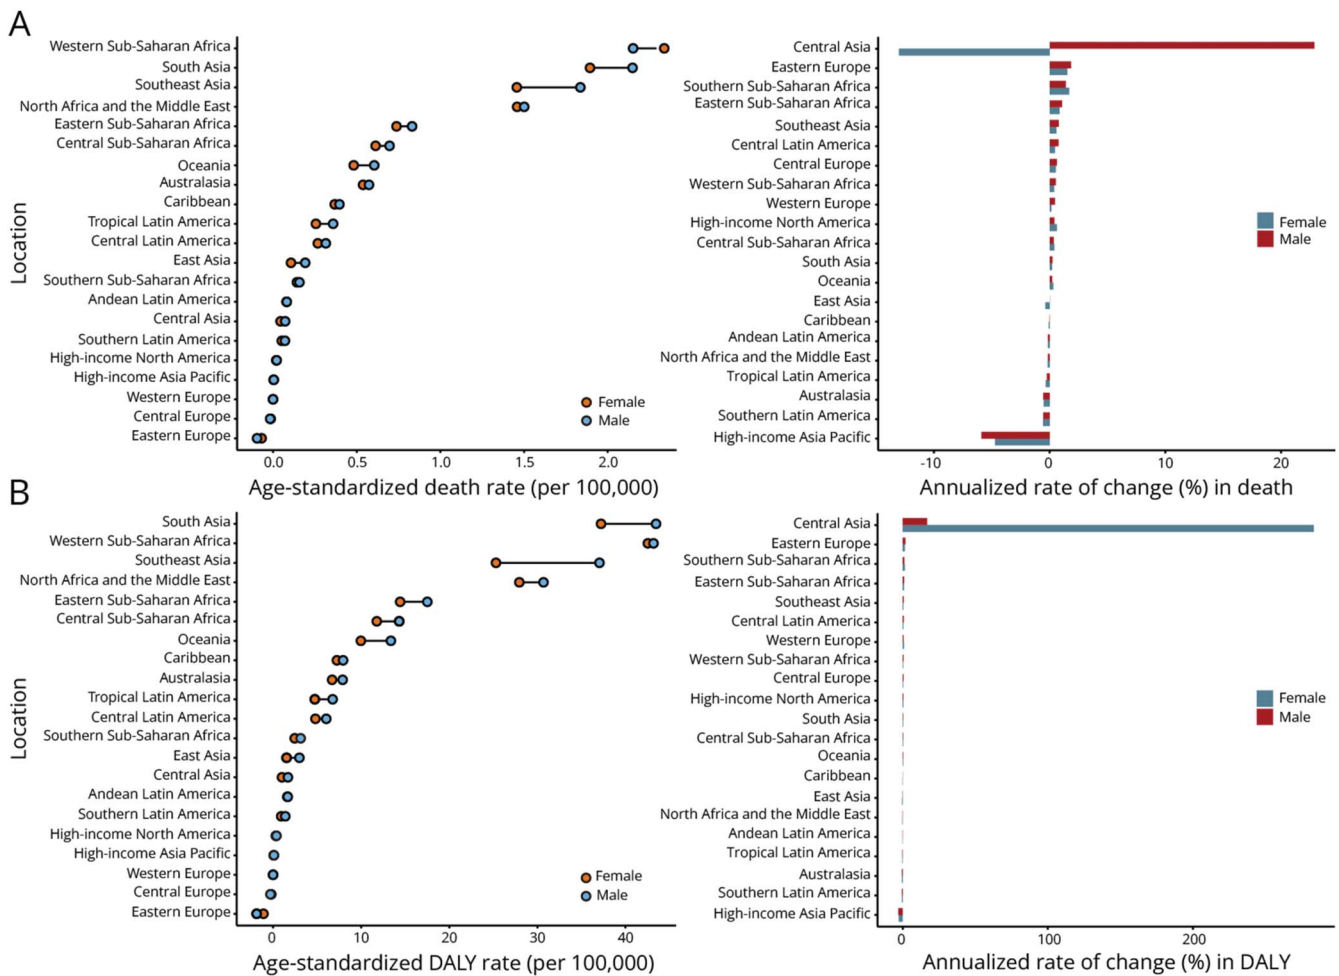 A
Location
Western Sub-Saharan Africa
South Asia
Southeast Asia
North Africa and the Middle East
Eastern Sub-Saharan Africa
Central Sub-Saharan Africa
Oceania
Australasia
Caribbean
Tropical Latin America
Central Latin America
East Asia
Southern Sub-Saharan Africa
Andean Latin America
Central Asia
Southern Latin America
High-income North America
High-income Asia Pacific
Western Europe
Central Europe
Eastern Europe
Female
Male
0.0 0.5 1.0 1.5 2.0
Age-standardized death rate (per 100,000)
Central Asia
Eastern Europe
Southern Sub-Saharan Africa
Eastern Sub-Saharan Africa
Southeast Asia
Central Latin America
Central Europe
Western Sub-Saharan Africa
Western Europe
High-income North America
Central Sub-Saharan Africa
South Asia
Oceania
East Asia
Caribbean
Andean Latin America
North Africa and the Middle East
Tropical Latin America
Australasia
Southern Latin America
High-income Asia Pacific
Female
Male
-10 0 10 20
Annualized rate of change (%) in death
B
Location
South Asia
Western Sub-Saharan Africa
Southeast Asia
North Africa and the Middle East
Eastern Sub-Saharan Africa
Central Sub-Saharan Africa
Oceania
Caribbean
Australasia
Tropical Latin America
Central Latin America
Southern Sub-Saharan Africa
East Asia
Central Asia
Andean Latin America
Southern Latin America
High-income North America
High-income Asia Pacific
Western Europe
Central Europe
Eastern Europe
Female
Male
0 10 20 30 40
Age-standardized DALY rate (per 100,000)
Central Asia
Eastern Europe
Southern Sub-Saharan Africa
Eastern Sub-Saharan Africa
Southeast Asia
Central Latin America
Western Europe
Western Sub-Saharan Africa
Central Europe
High-income North America
South Asia
Central Sub-Saharan Africa
Oceania
Caribbean
East Asia
North Africa and the Middle East
Andean Latin America
Tropical Latin America
Australasia
Southern Latin America
High-income Asia Pacific
Female
Male
0 100 200
Annualized rate of change (%) in DALY